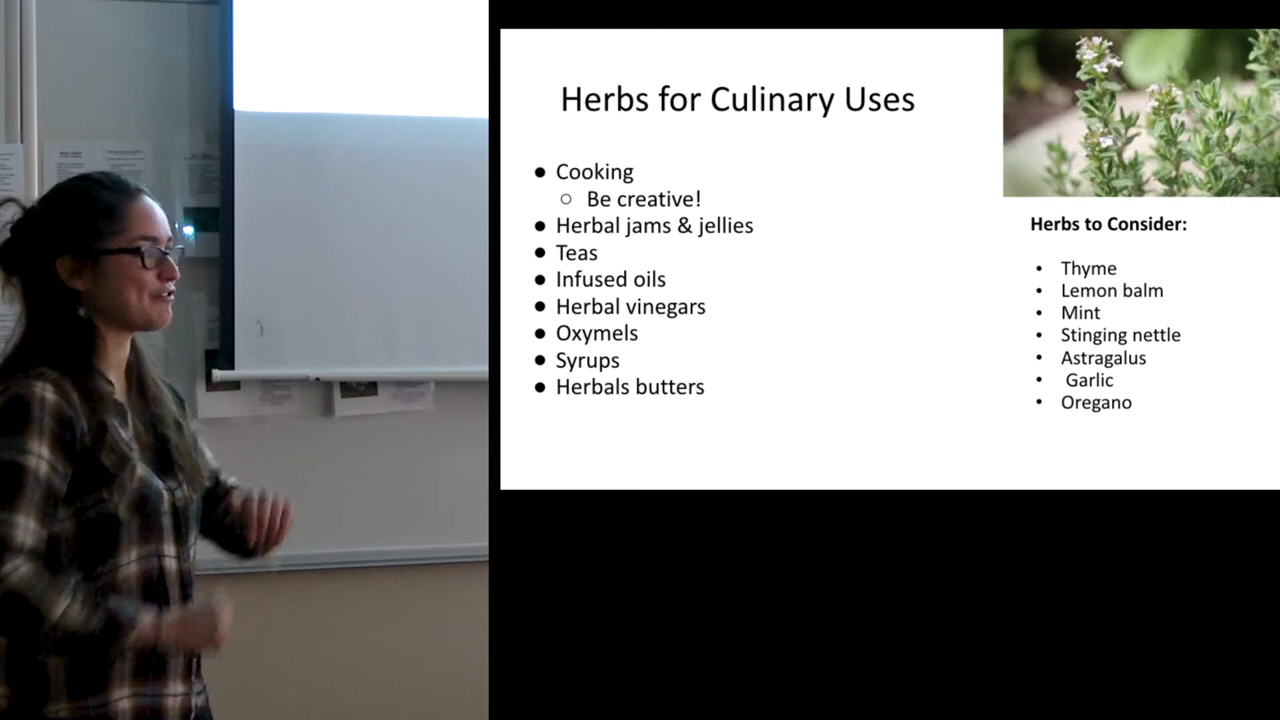 Herbs for Culinary Uses
● Cooking
○ Be creative!
● Herbal jams & jellies
● Teas
● Infused oils
● Herbal vinegars
● Oxymels
● Syrups
● Herbals butters
Herbs to Consider:
• Thyme
• Lemon balm
• Mint
• Stinging nettle
• Astragalus
• Garlic
• Oregano